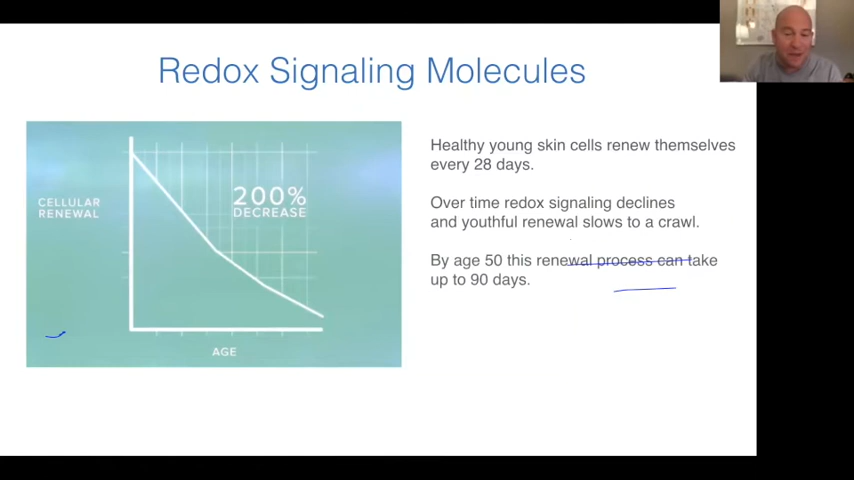 Redox Signaling Molecules
CELLULAR
RENEWAL
200%
DECREASE
AGE
Healthy young skin cells renew themselves
every 28 days.
Over time redox signaling declines
and youthful renewal slows to a crawl.
By age 50 this renewal process can take
up to 90 days.